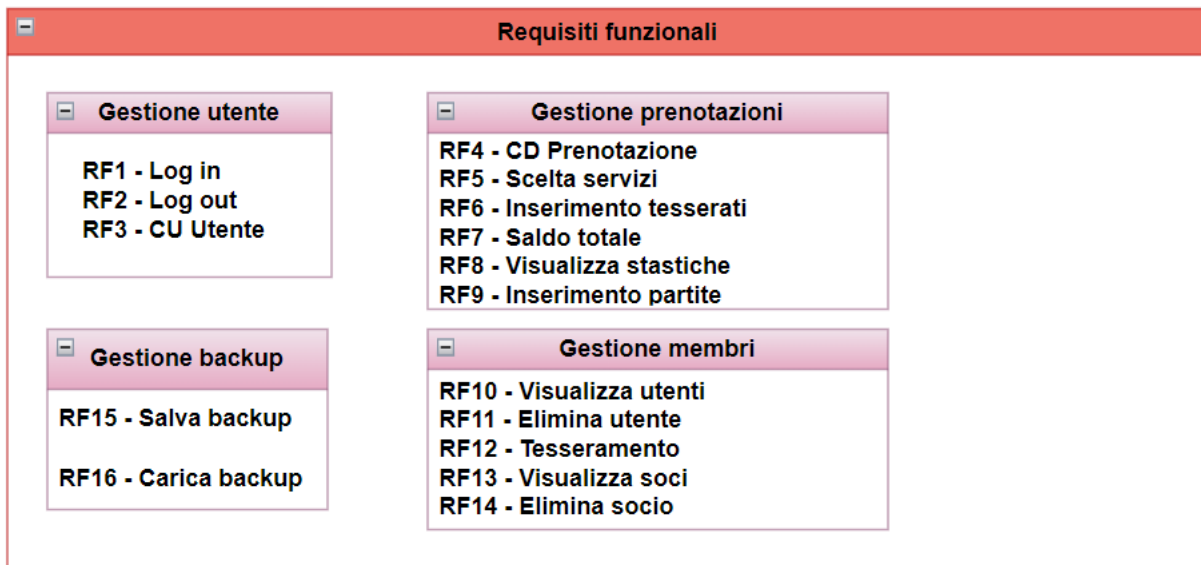 Requisiti funzionali
Gestione utente
RF1 - Log in
RF2 - Log out
RF3 - CU Utente
Gestione prenotazioni
RF4 - CD Prenotazione
RF5 - Scelta servizi
RF6 - Inserimento tesserati
RF7 - Saldo totale
RF8 - Visualizza stastiche
RF9 - Inserimento partite
Gestione backup
RF15 - Salva backup
RF16 - Carica backup
Gestione membri
RF10 - Visualizza utenti
RF11 - Elimina utente
RF12 - Tesseramento
RF13 - Visualizza soci
RF14 - Elimina socio